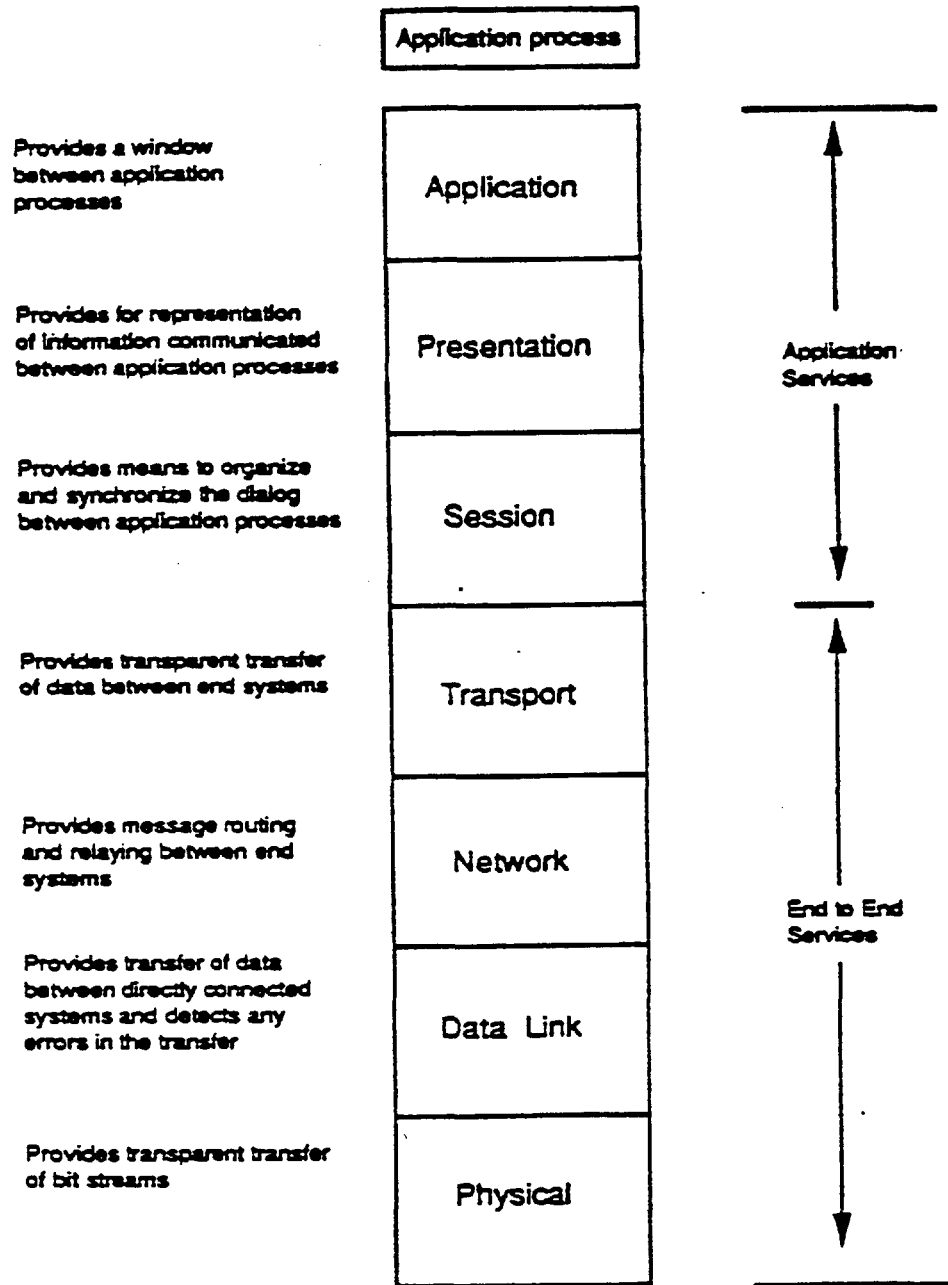 Application process
Provides a window
between application
processes
Application
Provides for representation
of information communicated
between application processes
Presentation
Application
Services
Provides means to organize
and synchronize the dialog
between application processes
Session
Provides transparent transfer
of data between end systems
Transport
Provides message routing
and relaying between end
systems
Network
End to End
Services
Provides transfer of data
between directly connected
systems and detects any
errors in the transfer
Data Link
Provides transparent transfer
of bit streams
Physical